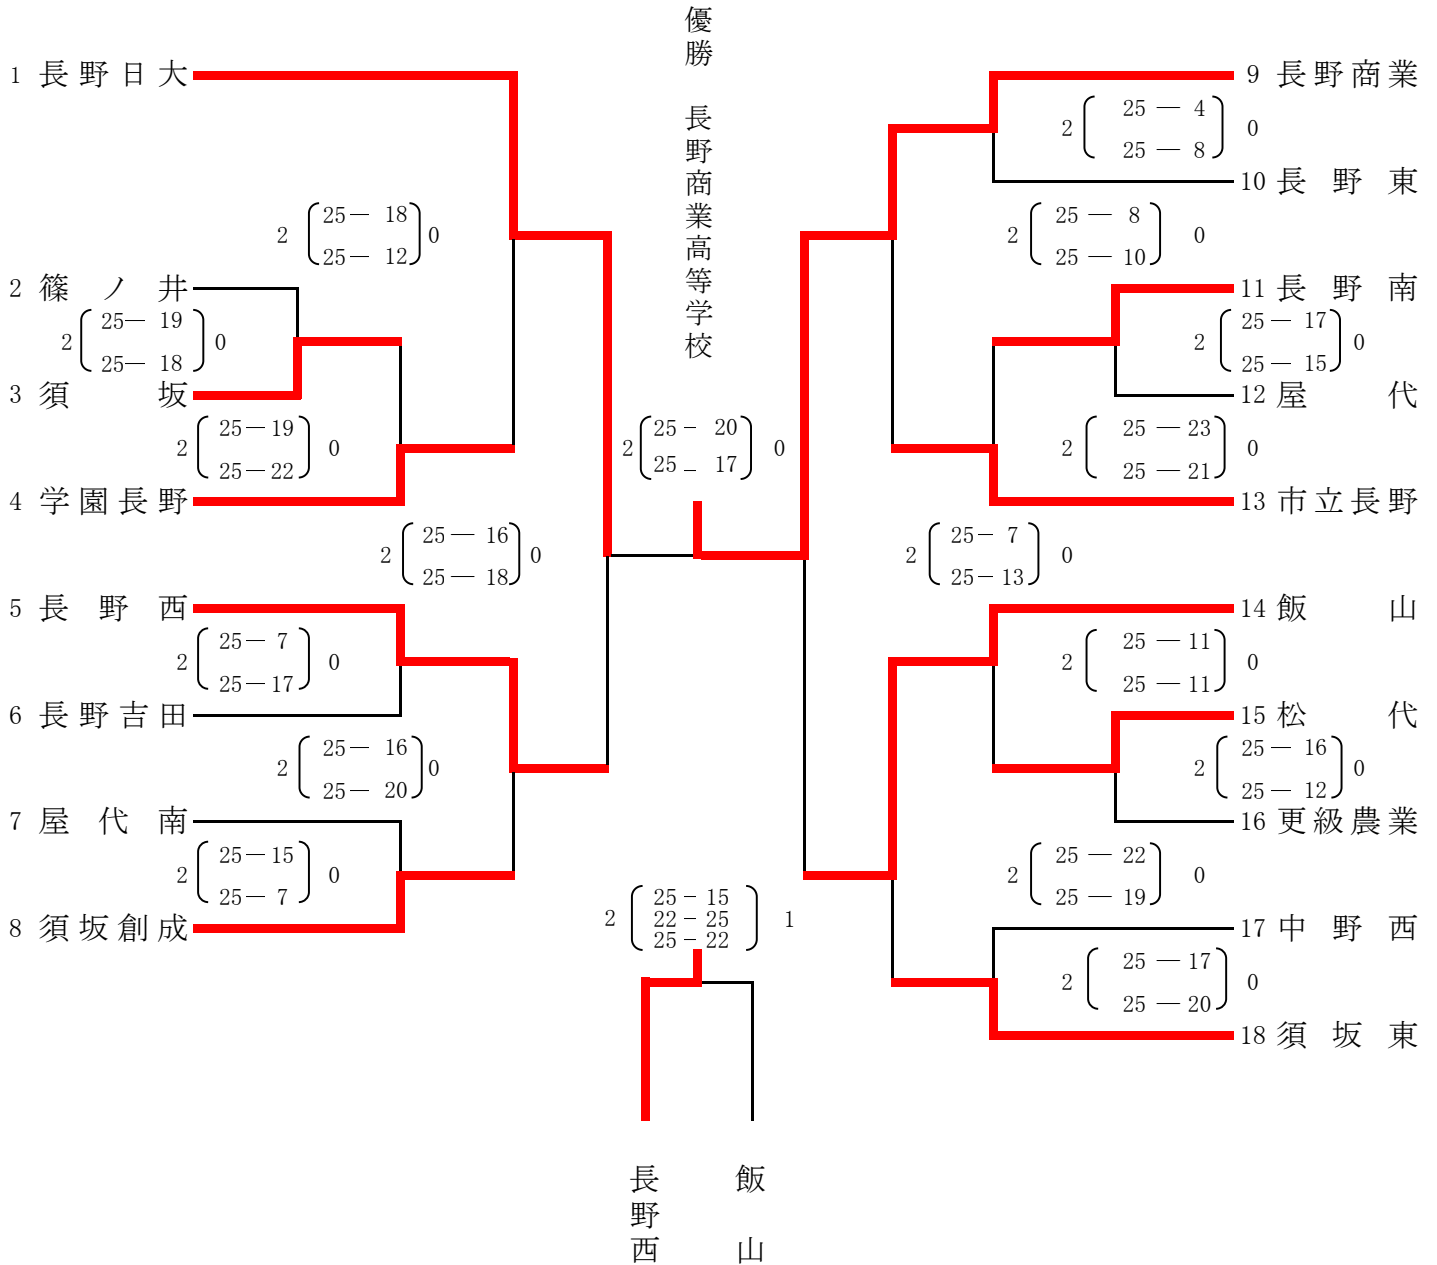 優勝　長野商業高等学校
1 長野日大
2 25― 18 0
25― 12
2 篠ノ井
2 25― 19 0
25― 18
3 須坂
2 25―19 0
25―22
4 学園長野
2 25― 16 0
25― 18
5 長野西
2 25― 7 0
25―17
6 長野吉田
2 25― 16 0
25― 20
7 屋代南
2 25―15 0
25― 7
8 須坂創成
2 25－ 20 0
25－ 17
9 長野商業
2 25 ― 4 0
25 ― 8
10 長野東
2 25 ― 8 0
25 ― 10
11 長野南
2 25― 17 0
25― 15
12 屋代
2 25 ― 23 0
25 ― 21
13 市立長野
2 25－ 7 0
25－13
14 飯山
2 25 ― 11 0
25 ― 11
15 松代
2 25― 16 0
25― 12
16 更級農業
2 25 ― 22 0
25 ― 19
17 中野西
2 25 ― 17 0
25 ― 20
18 須坂東
2 25－15 1
22－25
25－22
長野西
飯山